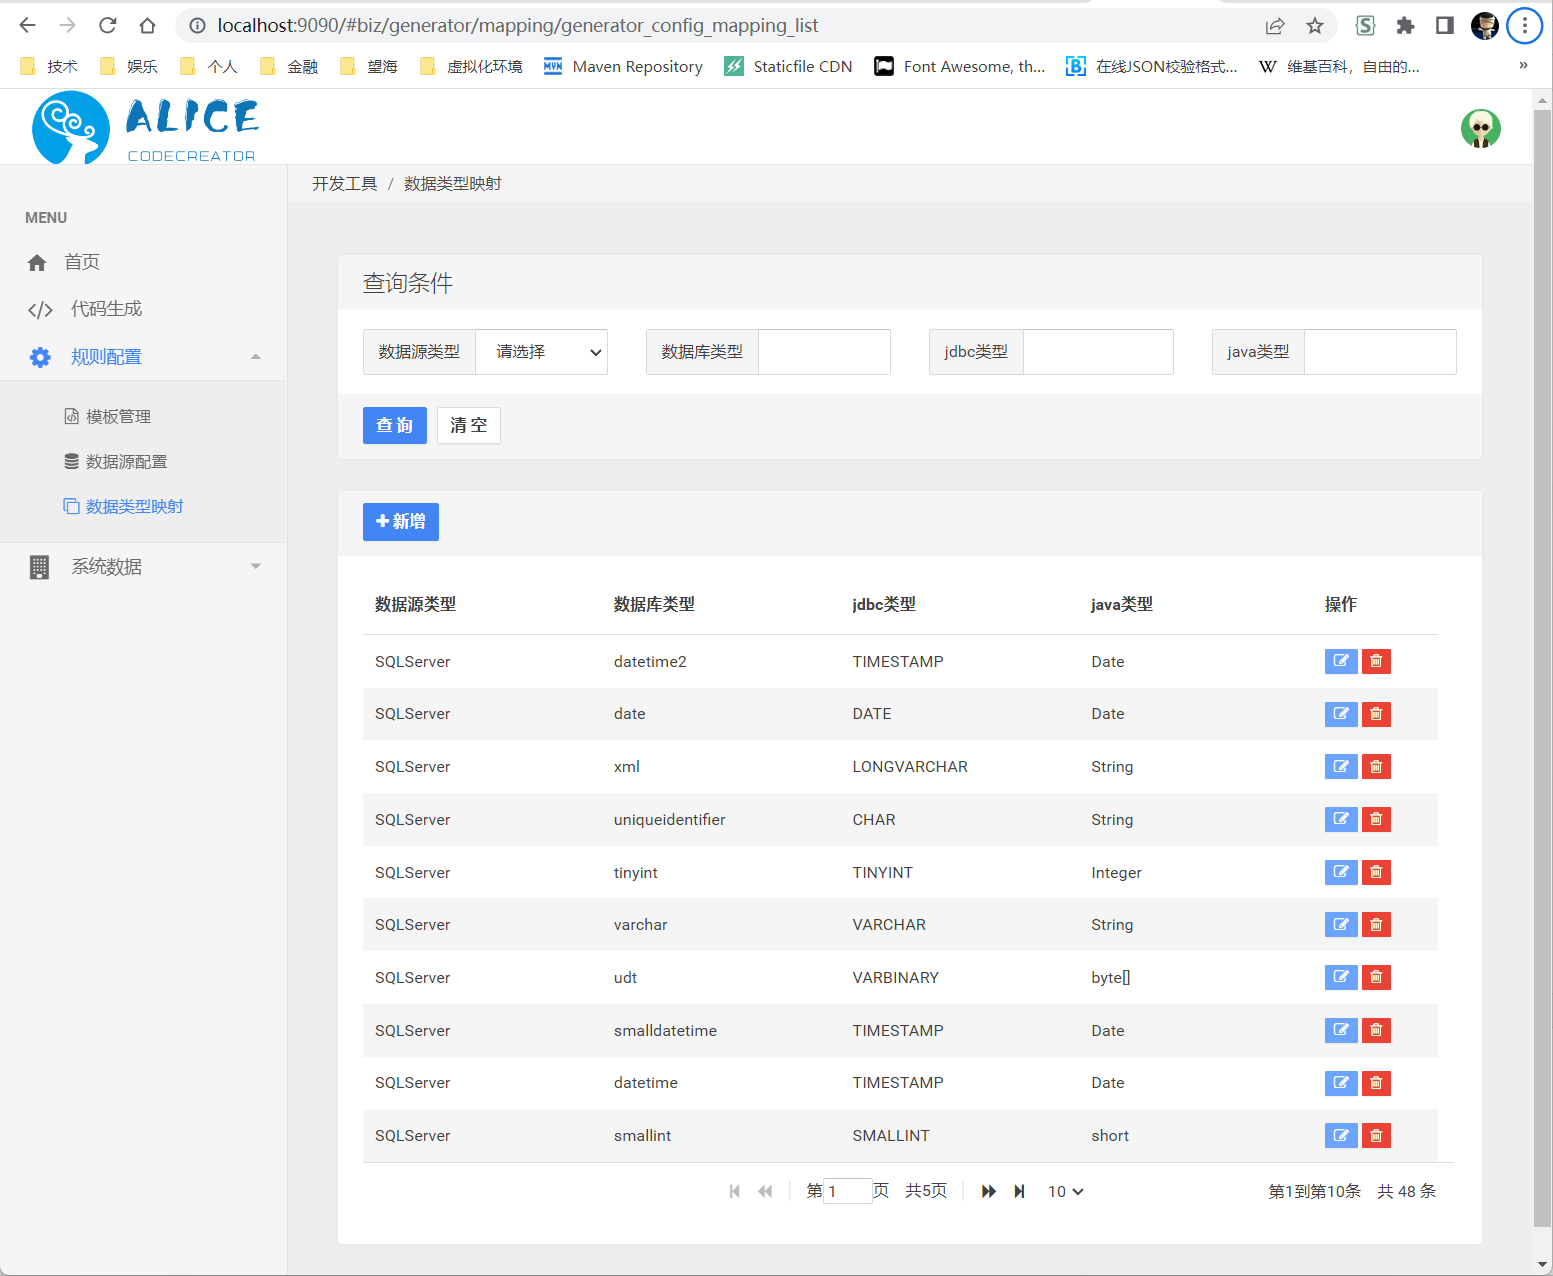 localhost:9090/#biz/generator/mapping/generator_config_mapping_list
技术 娱乐 个人 金融 望海 虚拟化环境 MVN Maven Repository Staticfile CDN Font Awesome, th... 在线JSON校验格式... W 维基百科，自由的... »
ALICE
CODECREATOR
开发工具 / 数据类型映射
MENU
首页
代码生成
规则配置
模板管理
数据源配置
数据类型映射
系统数据
查询条件
数据源类型 请选择 数据库类型 jdbc类型 java类型
查询 清空
新增
数据源类型 数据库类型 jdbc类型 java类型 操作
SQLServer datetime2 TIMESTAMP Date
SQLServer date DATE Date
SQLServer xml LONGVARCHAR String
SQLServer uniqueidentifier CHAR String
SQLServer tinyint TINYINT Integer
SQLServer varchar VARCHAR String
SQLServer udt VARBINARY byte[]
SQLServer smalldatetime TIMESTAMP Date
SQLServer datetime TIMESTAMP Date
SQLServer smallint SMALLINT short
第 1 页 共5页 10 第1到第10条 共 48 条